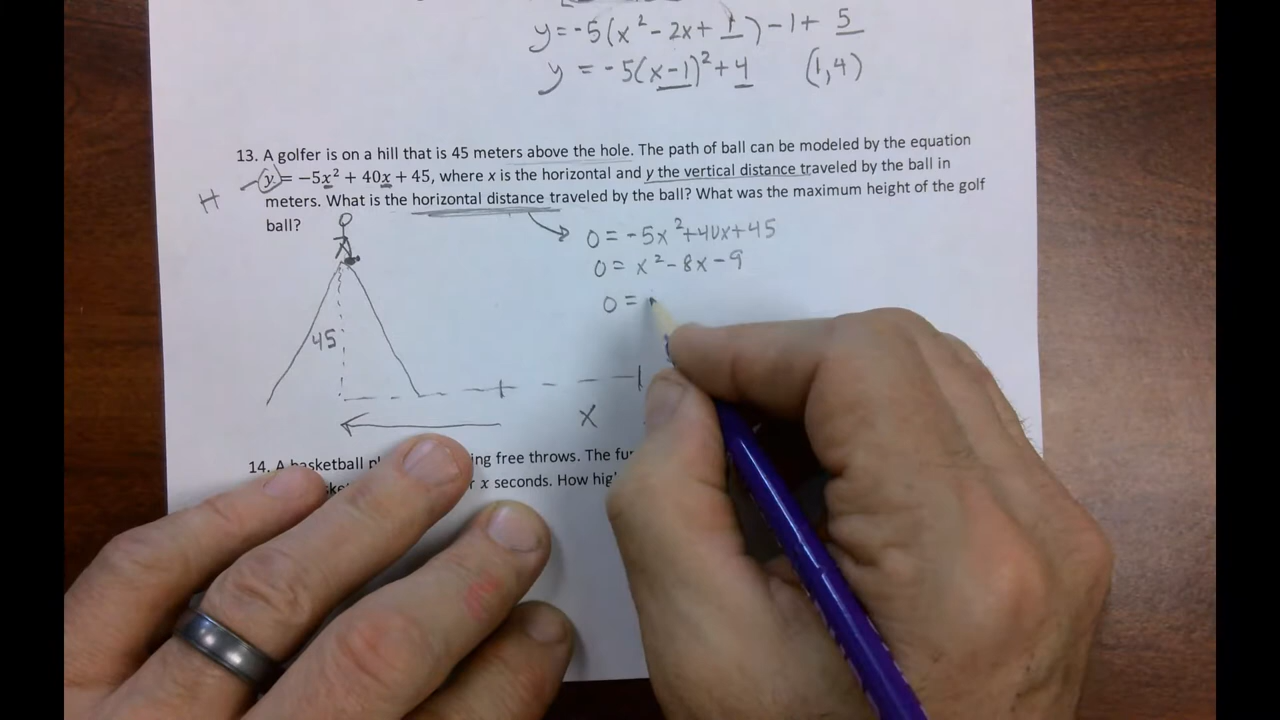 y = -5(x² - 2x + 1) - 1 + 5
y = -5(x-1)² + 4 (1,4)
13. A golfer is on a hill that is 45 meters above the hole. The path of ball can be modeled by the equation
y = −5x² + 40x + 45, where x is the horizontal and y the vertical distance traveled by the ball in
H
meters. What is the horizontal distance traveled by the ball? What was the maximum height of the golf
ball?
0 = -5x² + 40x + 45
0 = x² - 8x - 9
0 =
45
x
14. A basketball ing free throws. The
x seconds. How